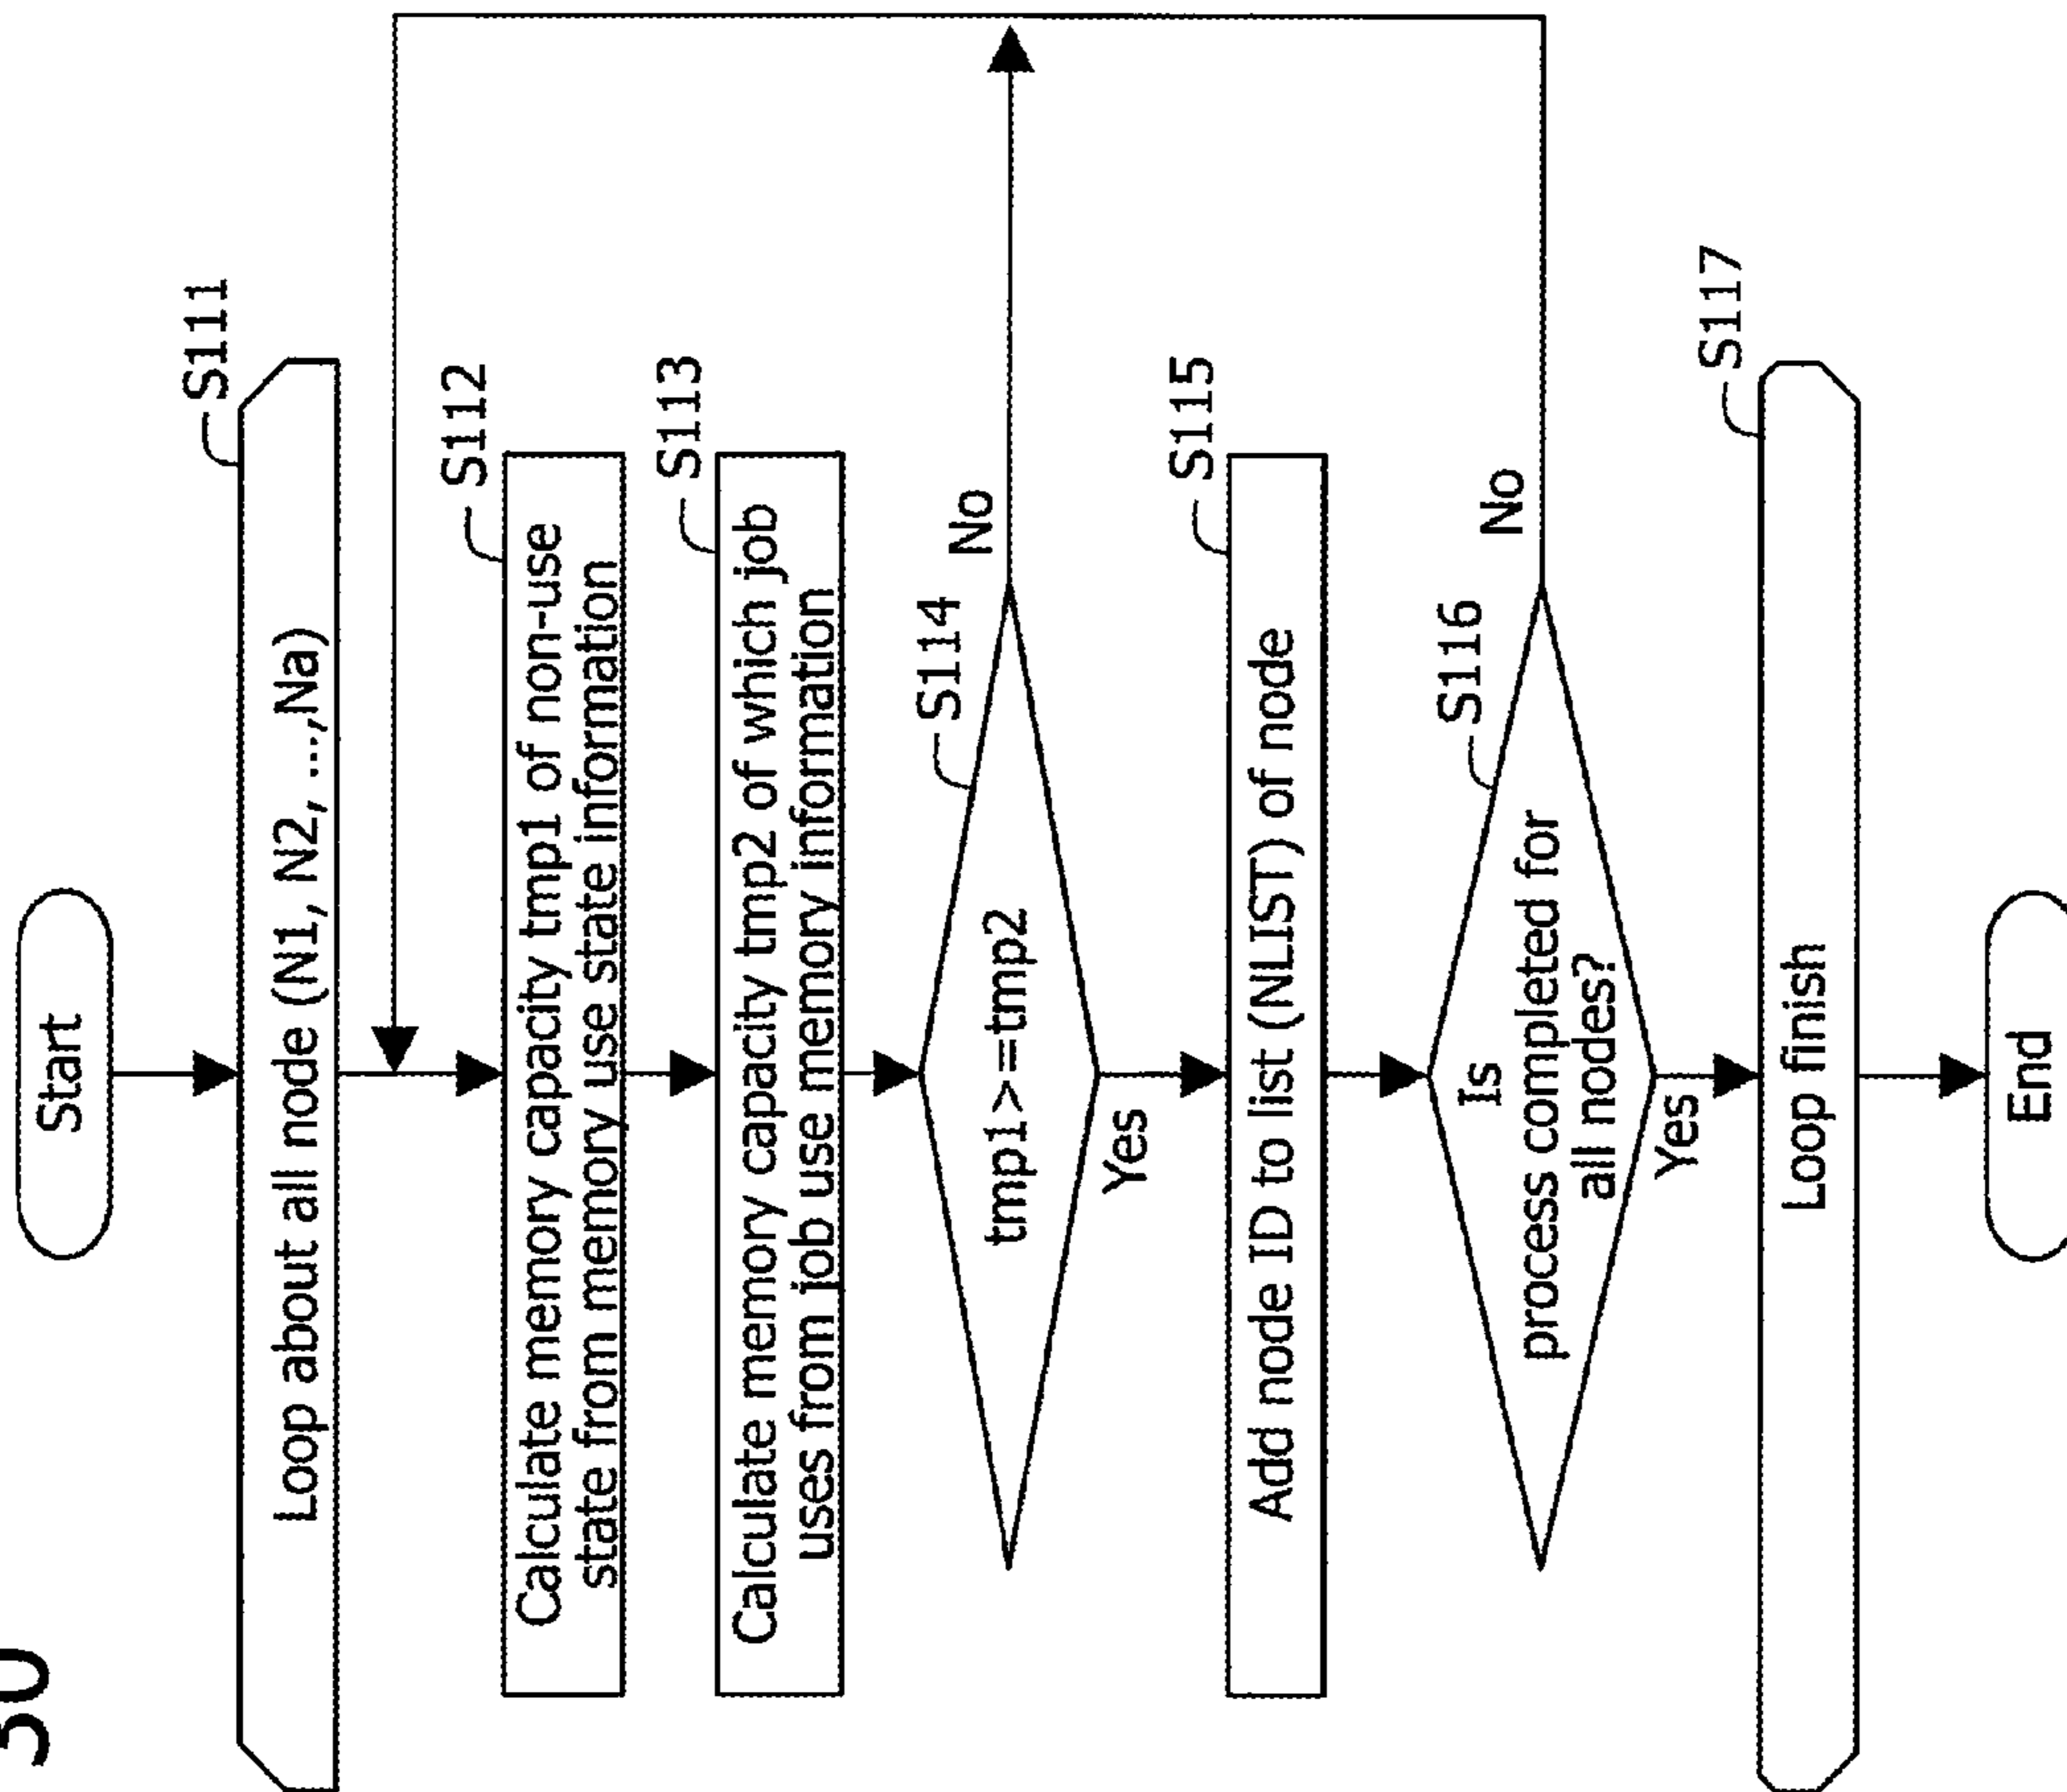 30
Start
S111
Loop about all node (N1, N2, ...,Na)
S112
Calculate memory capacity tmp1 of non-use
state from memory use state information
S113
Calculate memory capacity tmp2 of which job
uses from job use memory information
S114
tmp1>=tmp2
No
Yes
S115
Add node ID to list (NLIST) of node
S116
Is
process completed for
all nodes?
No
Yes
S117
Loop finish
End